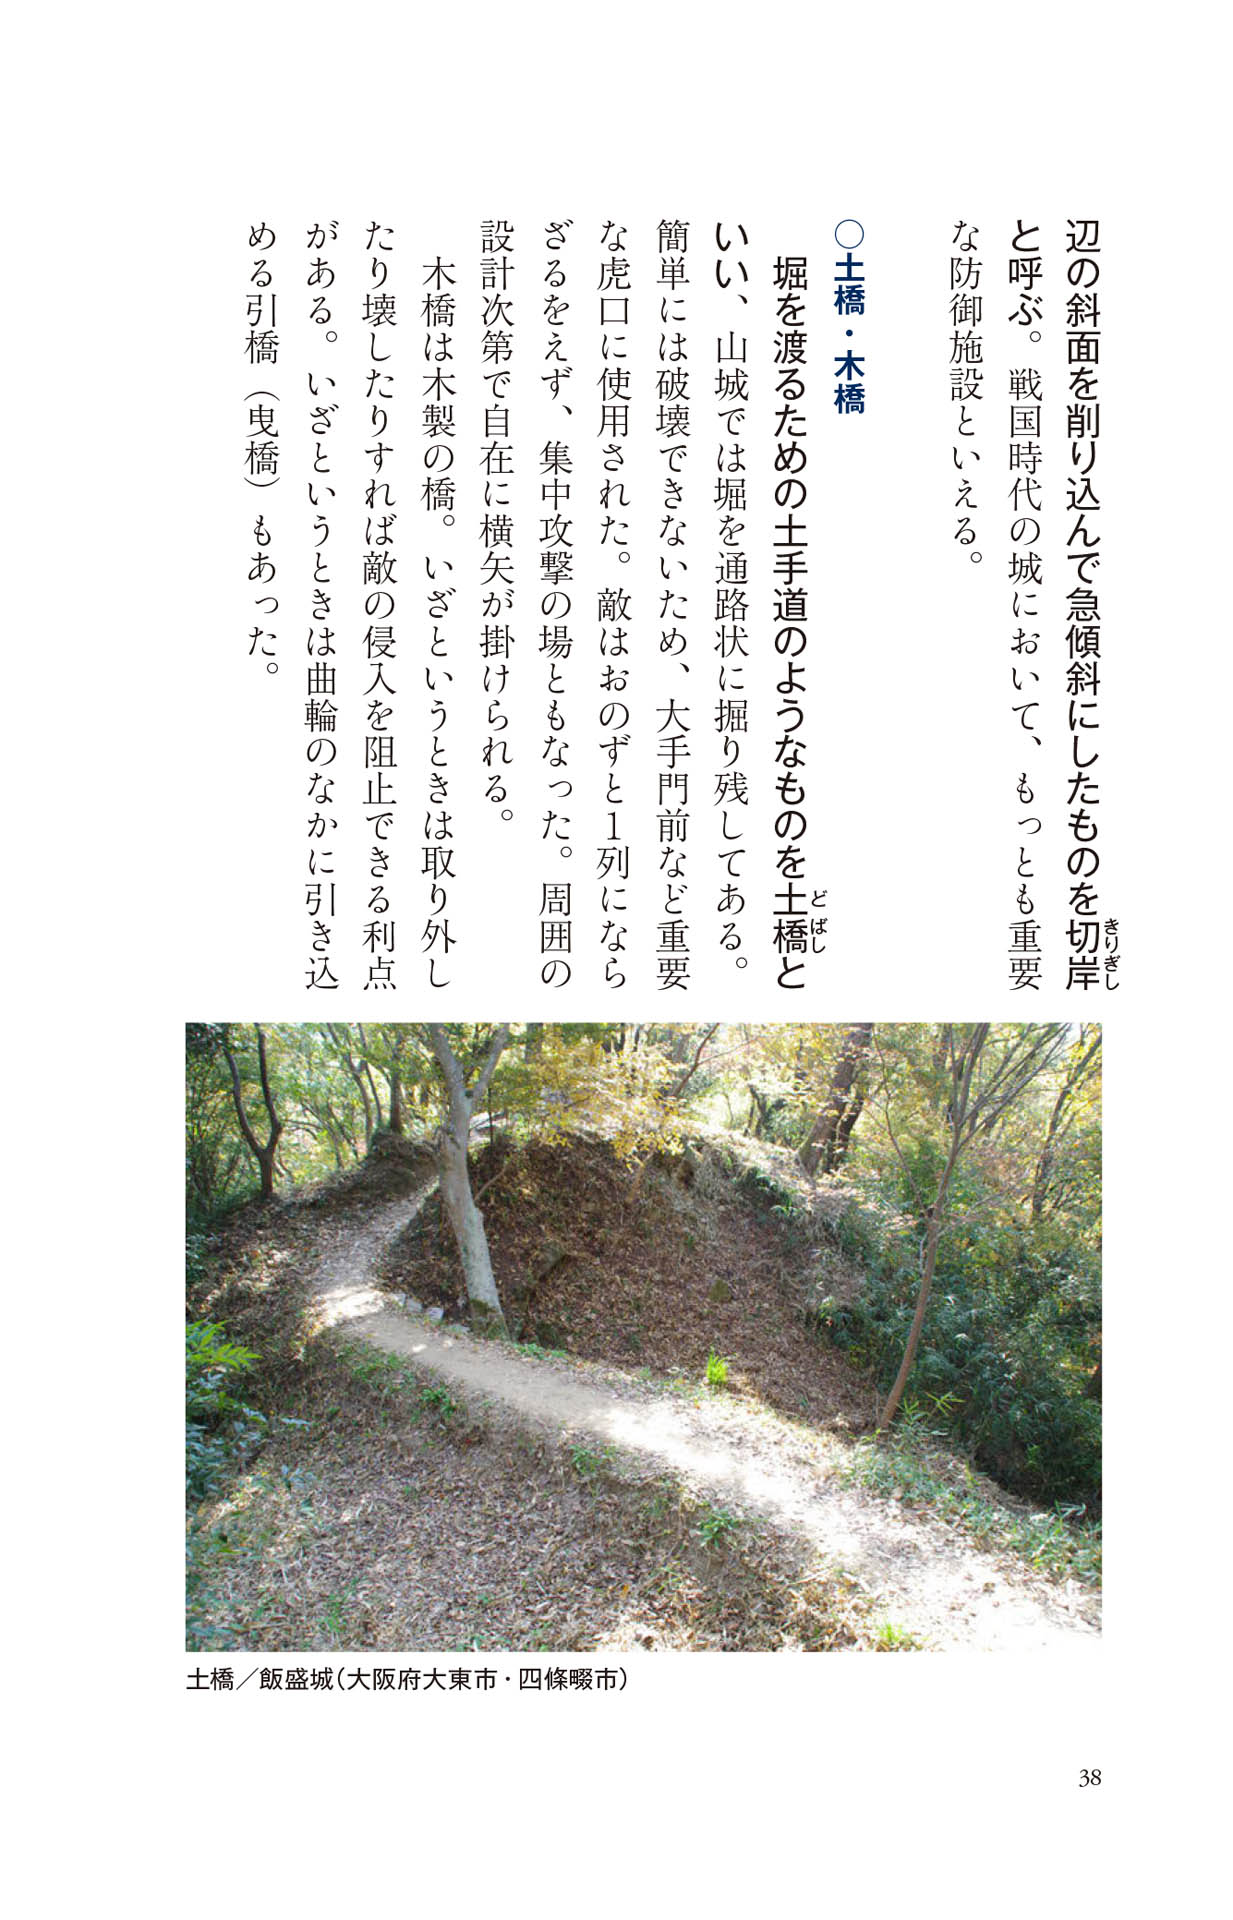 辺の斜面を削り込んで急傾斜にしたものを切岸
きりぎし
と呼ぶ。戦国時代の城において、もっとも重要
な防御施設といえる。
○土橋・木橋
堀を渡るための土手道のようなものを土橋と
どばし
いい、山城では堀を通路状に掘り残してある。
簡単には破壊できないため、大手門前など重要
な虎口に使用された。敵はおのずと1列になら
ざるをえず、集中攻撃の場ともなった。周囲の
設計次第で自在に横矢が掛けられる。
木橋は木製の橋。いざというときは取り外し
たり壊したりすれば敵の侵入を阻止できる利点
がある。いざというときは曲輪のなかに引き込
める引橋（曳橋）もあった。
土橋／飯盛城（大阪府大東市・四條畷市）
38